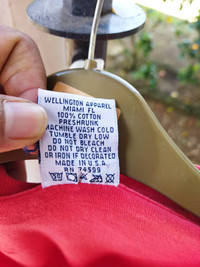 WELLINGTON APPAREL
MIAMI FL
100% COTTON
PRESHRUNK
MACHINE WASH COLD
TUMBLE DRY LOW
DO NOT BLEACH
DO NOT DRY CLEAN
OR IRON IF DECORATED
MADE IN U.S.A.
RN 74599